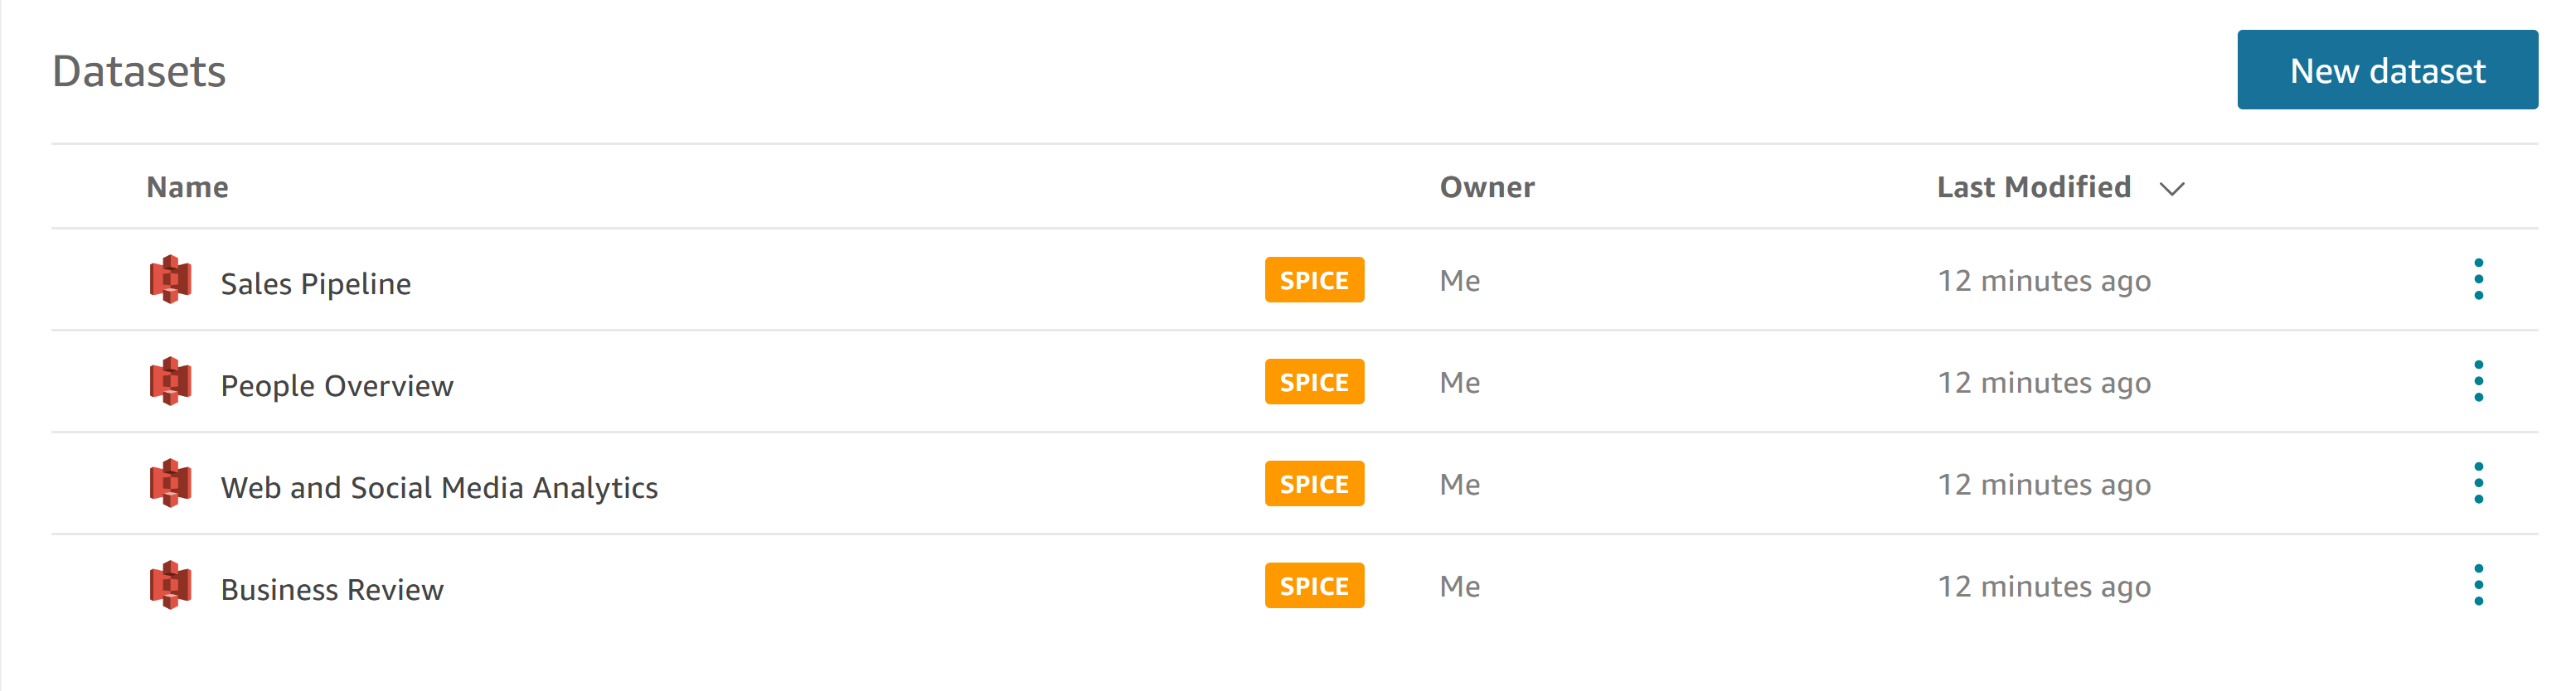 Datasets
New dataset
Name Owner Last Modified
Sales Pipeline SPICE Me 12 minutes ago
People Overview SPICE Me 12 minutes ago
Web and Social Media Analytics SPICE Me 12 minutes ago
Business Review SPICE Me 12 minutes ago